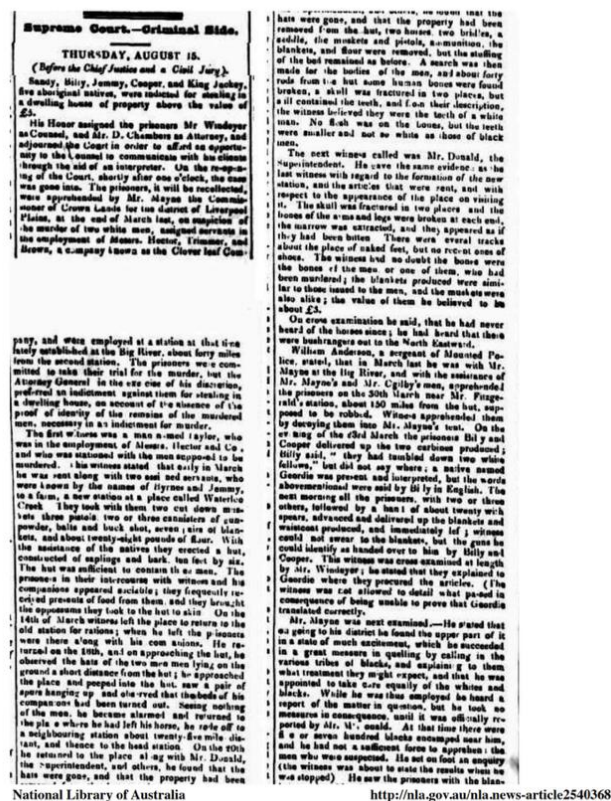 Supreme Court.—Criminal Side.
THURSDAY, AUGUST 15.
(Before the Chief Justice and a Civil Jury).
Sandy, Billy, Jemmy, Cooper, and King Jackey,
five aboriginal natives, were indicted for stealing in
a dwelling house of property above the value of
£5.
His Honor assigned the prisoners Mr Windeyer
as Counsel, and Mr. D. Chambers as Attorney, and
adjourned the Court in order to afford an opportu-
nity to the Counsel to communicate with his clients
through the aid of an interpreter. On the re-open-
ing of the Court, shortly after one o'clock, the case
was gone into. The prisoners, it will be recollected,
were apprehended by Mr. Mayne the Commis-
sioner of Crown Lands for the district of Liverpool
Plains, at the end of March last, on suspicion of
the murder of two white men, assigned servants in
the employment of Messrs. Hector, Trimmer, and
Brown, a company known as the Clover leaf Com-
pany, and were employed at a station at that time
lately established at the Big River, about forty miles
from the second station. The prisoners were com-
mitted to take their trial for the murder, but the
Attorney General in the exercise of his discretion,
preferred an indictment against them for stealing in
a dwelling house, on account of the absence of the
proof of identity of the remains of the murdered
men, necessary in an indictment for murder.
The first witness was a man named Taylor, who
was in the employment of Messrs. Hector and Co,
and who was stationed with the men supposed to be
murdered. This witness stated that early in March
he was sent along with two assigned servants, who
were known by the names of Byrnes and Jemmy,
to a farm, a new station at a place called Waterloo
Creek They took with them two cut down mus-
kets three pistols two or three canisters of gun-
powder, balls and buck shot, seven pairs of blan-
kets, and about twenty-eight pounds of flour. With
the assistance of the natives they erected a hut,
constructed of saplings and bark. ten feet by six.
The hut was sufficient to contain three men. The
prisoners in their intercourse with witness and his
companions appeared sociable; they frequently re-
ceived presents of food from them and they brought
the oppossums they took to the hut to skin On the
14th of March witness left the place to return to the
old station for rations; when he left the prisoners
were there along with his companions. He re-
turned on the 18th, and on approaching the hut, he
observed the hats of the two men lying on the
ground a short distance from the hut; he approached
the place and peeped into the hut. saw a pair of
spurs hanging up and observed that the beds of his
companions had been turned out. Seeing nothing
of the men, he became alarmed and returned to
the place where he had left his horse, he rode off to
a neighbouring station about twenty-five mile dis-
tant, and thence to the head station. On the 20th
he returned to the place along with Mr. Donald,
the Superintendent, and others, he found that the
hats were gone, and that the property had been
hats were gone, and that the property had been
removed from the hut, two horses. two bridles, a
saddle, the muskets and pistols, ammunition, the
blankets, and flour were removed. but the stuffing
of the bed remained as before. A search was then
made for the bodies of the men, and about forty
rods from the hut some human bones were found
broken, a skull was fractured in two places, but
still contained the teeth, and from their description,
the witness believed they were the teeth of a white
man. No flesh was on the bones, but the teeth
were smaller and not so white as those of black
men.
The next witness called was Mr. Donald, the
Superintendent. He gave the same evidence as the
last witness with regard to the formation of the new
station, and the articles that were sent, and with
respect to the appearance of the place on visiting
it. The skull was fractured in two places and the
bones of the arms and legs were broken at each end,
the marrow was extracted, and they appeared as if
they had been bitten There were several tracks
about the place of naked feet, but no recent ones of
shoes. The witness had no doubt the bones were
the bones of the men or one of them, who had
been murdered; the blankets produced were simi-
lar to those issued to the men, and the muskets were
also alike; the value of them he believed to be
about £3.
On cross examination he said, that he had never
heard of the horses since; he had heard that there
were bushrangers out to the North Eastward.
William Anderson, a sergeant of Mounted Po-
lice, stated, that in March last he was with Mr.
Mayne at the Big River, and with the assistance of
Mr. Mayne's and Mr. Ogilby's men, apprehended
the prisoners on the 30th March near Mr. Fitzge-
rald's station, about 150 miles from the hut, sup-
posed to be robbed. Witness apprehended them
by decoying them into Mr. Mayne's tent. On the
evening of the 23rd March the prisoners Billy and
Cooper delivered up the two carbines produced;
Billy said, "they had tumbled down two white
fellows," but did not say where; a native named
Geordie was present and interpreted, but the words
abovementioned were said by Billy in English. The
next morning all the prisoners, with two or three
others, followed by a band of about twenty with
spears, advanced and delivered up the blankets and
waistcoat produced, and immediately left; witness
could not swear to the blankets, but the guns he
could identify as handed over to him by Billy and
Cooper. This witness was cross examined at length
by Mr. Windeyer; he stated that they explained to
Geordie where they procured the articles. (The
witness was not allowed to detail what passed in
consequence of being unable to prove that Geordie
translated correctly.
Mr. Mayne was next examined.—He stated that
on going to his district he found the upper part of it
in a state of much excitement, which he succeeded
in a great measure in quelling by calling in the
various tribes of blacks, and explaining to them
what treatment they might expect, and that he was
appointed to take care equally of the whites and
blacks. While he was thus employed he heard a
report of the matter in question, but he took no
measures in consequence, until it was officially re-
ported by Mr. Donald. At that time there were
five or seven hundred blacks encamped near him,
and he had not a sufficient force to apprehend the
men who were suspected. He set on foot an enquiry
(the witness was about to state the results when he
was stopped) He saw the prisoners with the blan-
National Library of Australia
http://nla.gov.au/nla.news-article2540368